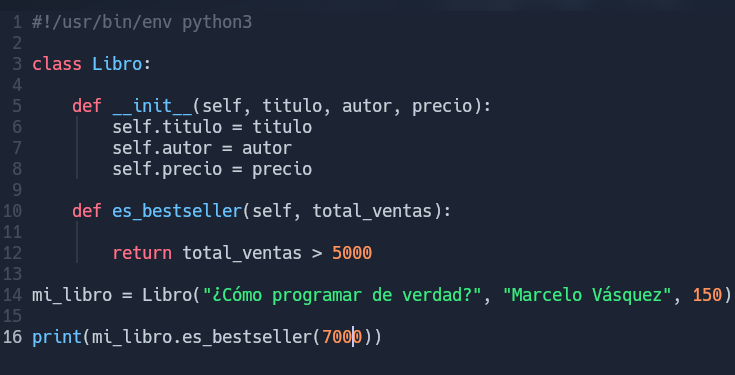 1 #!/usr/bin/env python3
2
3 class Libro:
4
5     def __init__(self, titulo, autor, precio):
6         self.titulo = titulo
7         self.autor = autor
8         self.precio = precio
9
10     def es_bestseller(self, total_ventas):
11
12         return total_ventas > 5000
13
14 mi_libro = Libro("¿Cómo programar de verdad?", "Marcelo Vásquez", 150)
15
16 print(mi_libro.es_bestseller(7000))